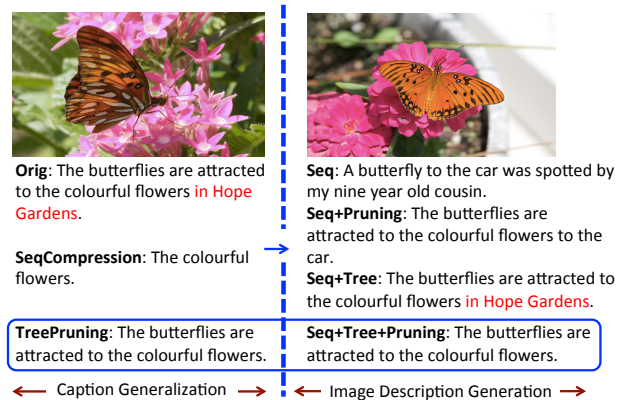 Orig: The butterflies are attracted
to the colourful flowers in Hope
Gardens.
SeqCompression: The colourful
flowers.
TreePruning: The butterflies are
attracted to the colourful flowers.
Caption Generalization
Seq: A butterfly to the car was spotted by
my nine year old cousin.
Seq+Pruning: The butterflies are
attracted to the colourful flowers to the
car.
Seq+Tree: The butterflies are attracted to
the colourful flowers in Hope Gardens.
Seq+Tree+Pruning: The butterflies are
attracted to the colourful flowers.
Image Description Generation